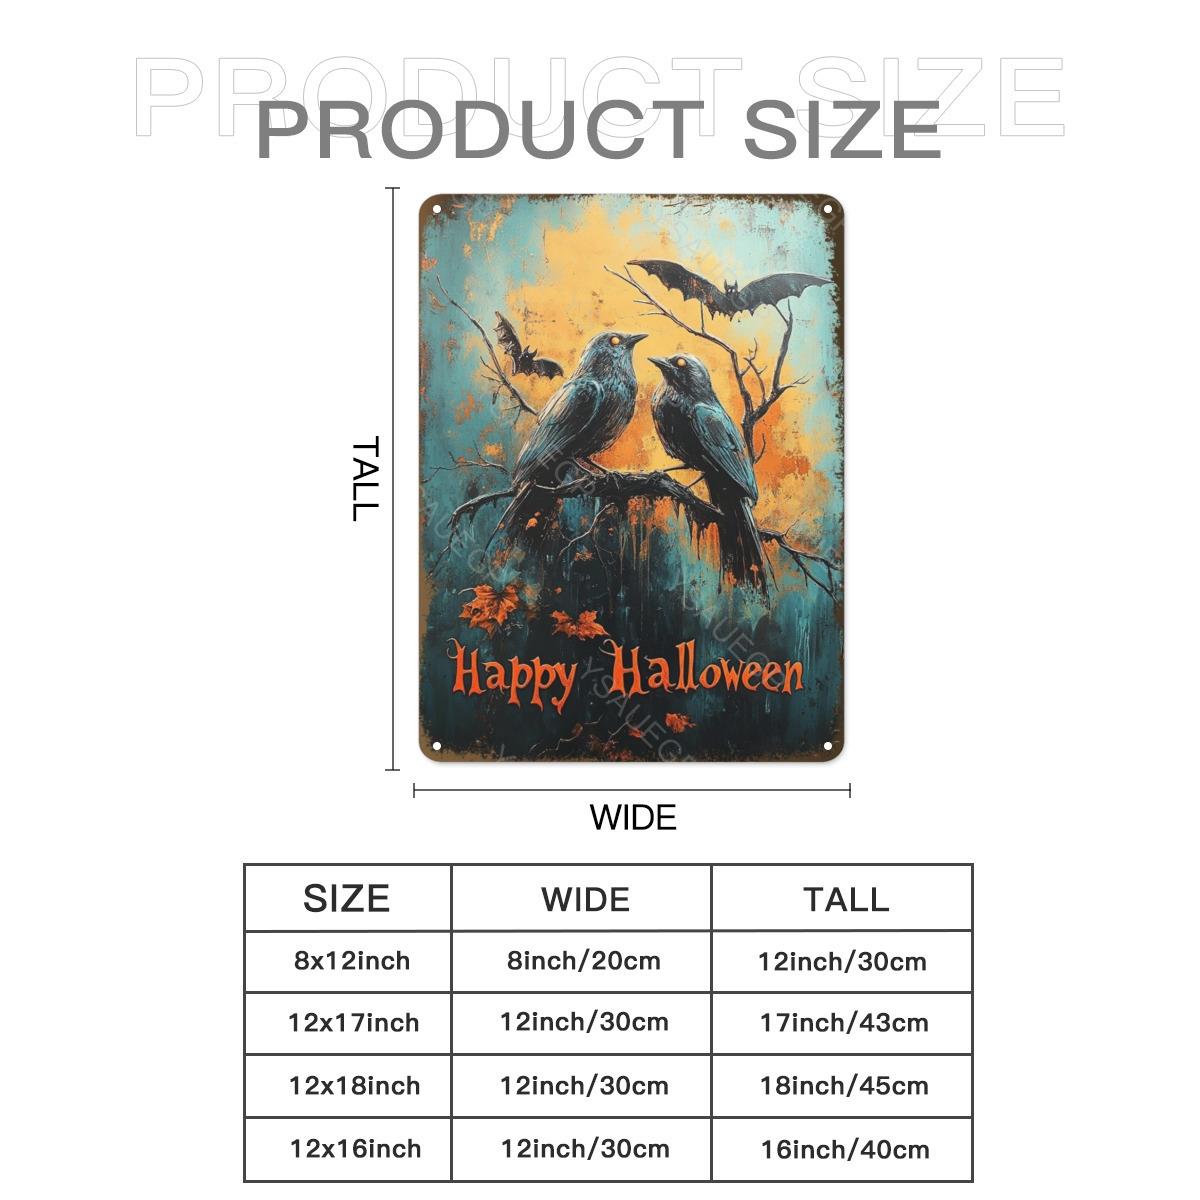 PRODUCT SIZE
PRODUCT SIZE
TALL
YSAUEGP
Happy Halloween
WIDE
SIZE WIDE TALL
8x12inch 8inch/20cm 12inch/30cm
12x17inch 12inch/30cm 17inch/43cm
12x18inch 12inch/30cm 18inch/45cm
12x16inch 12inch/30cm 16inch/40cm